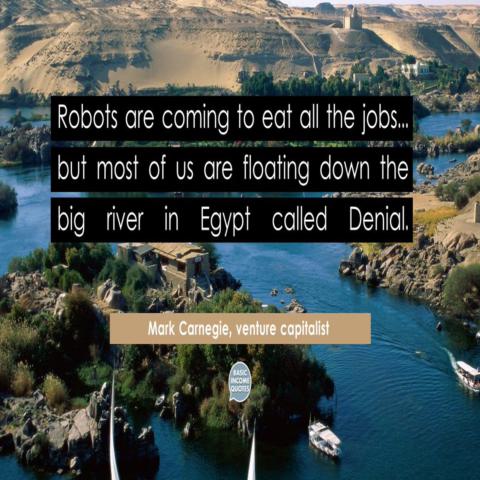 Robots are coming to eat all the jobs...
but most of us are floating down the
big river in Egypt called Denial.
Mark Carnegie, venture capitalist
BASIC
INCOME
QUOTES